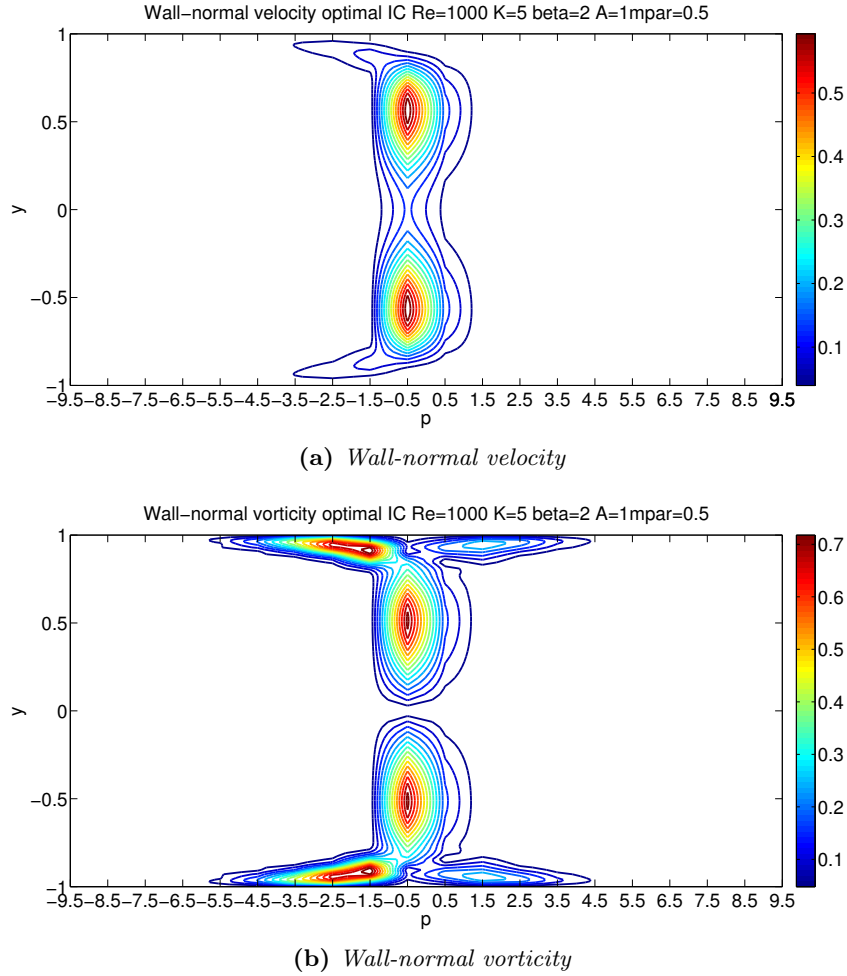 Wall−normal velocity optimal IC Re=1000 K=5 beta=2 A=1mpar=0.5
1
0.5
0
−0.5
−1
y
−9.5−8.5−7.5−6.5−5.5−4.5−3.5−2.5−1.5−0.5 0.5 1.5 2.5 3.5 4.5 5.5 6.5 7.5 8.5 9.5
p
0.5
0.4
0.3
0.2
0.1
(a) Wall-normal velocity
Wall−normal vorticity optimal IC Re=1000 K=5 beta=2 A=1mpar=0.5
1
0.5
0
−0.5
−1
y
−9.5−8.5−7.5−6.5−5.5−4.5−3.5−2.5−1.5−0.5 0.5 1.5 2.5 3.5 4.5 5.5 6.5 7.5 8.5 9.5
p
0.7
0.6
0.5
0.4
0.3
0.2
0.1
(b) Wall-normal vorticity